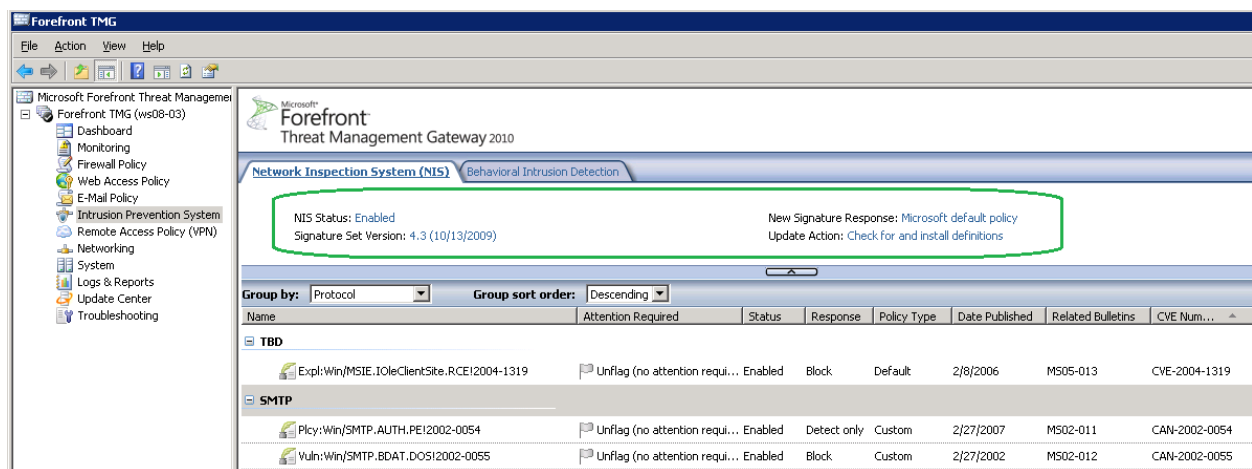 Forefront TMG
File Action View Help
Microsoft Forefront Threat Managemen
Forefront TMG (ws08-03)
Dashboard
Monitoring
Firewall Policy
Web Access Policy
E-Mail Policy
Intrusion Prevention System
Remote Access Policy (VPN)
Networking
System
Logs & Reports
Update Center
Troubleshooting
Microsoft®
Forefront™
Threat Management Gateway 2010
Network Inspection System (NIS) Behavioral Intrusion Detection
NIS Status: Enabled New Signature Response: Microsoft default policy
Signature Set Version: 4.3 (10/13/2009) Update Action: Check for and install definitions
Group by: Protocol Group sort order: Descending
Name Attention Required Status Response Policy Type Date Published Related Bulletins CVE Num...
TBD
Expl:Win/MSIE.IOleClientSite.RCE!2004-1319 Unflag (no attention requi... Enabled Block Default 2/8/2006 MS05-013 CVE-2004-1319
SMTP
Plcy:Win/SMTP.AUTH.PE!2002-0054 Unflag (no attention requi... Enabled Detect only Custom 2/27/2007 MS02-011 CAN-2002-0054
Vuln:Win/SMTP.BDAT.DOS!2002-0055 Unflag (no attention requi... Enabled Block Custom 2/27/2002 MS02-012 CAN-2002-0055